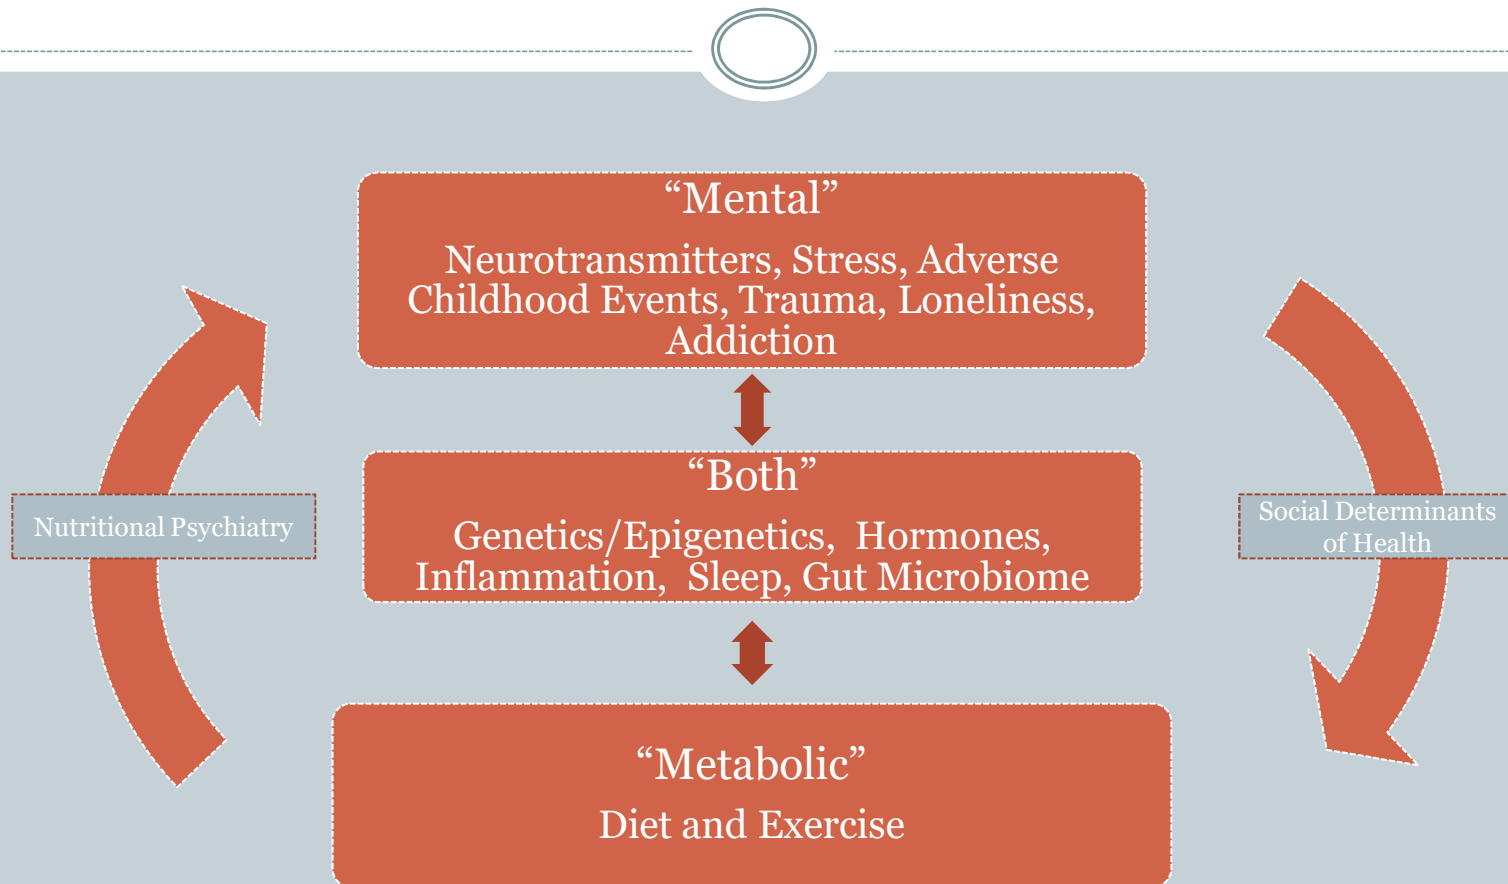 “Mental”
Neurotransmitters, Stress, Adverse
Childhood Events, Trauma, Loneliness,
Addiction
“Both”
Genetics/Epigenetics,  Hormones,
Inflammation,  Sleep, Gut Microbiome
Nutritional Psychiatry
Social Determinants
of Health
“Metabolic”
Diet and Exercise